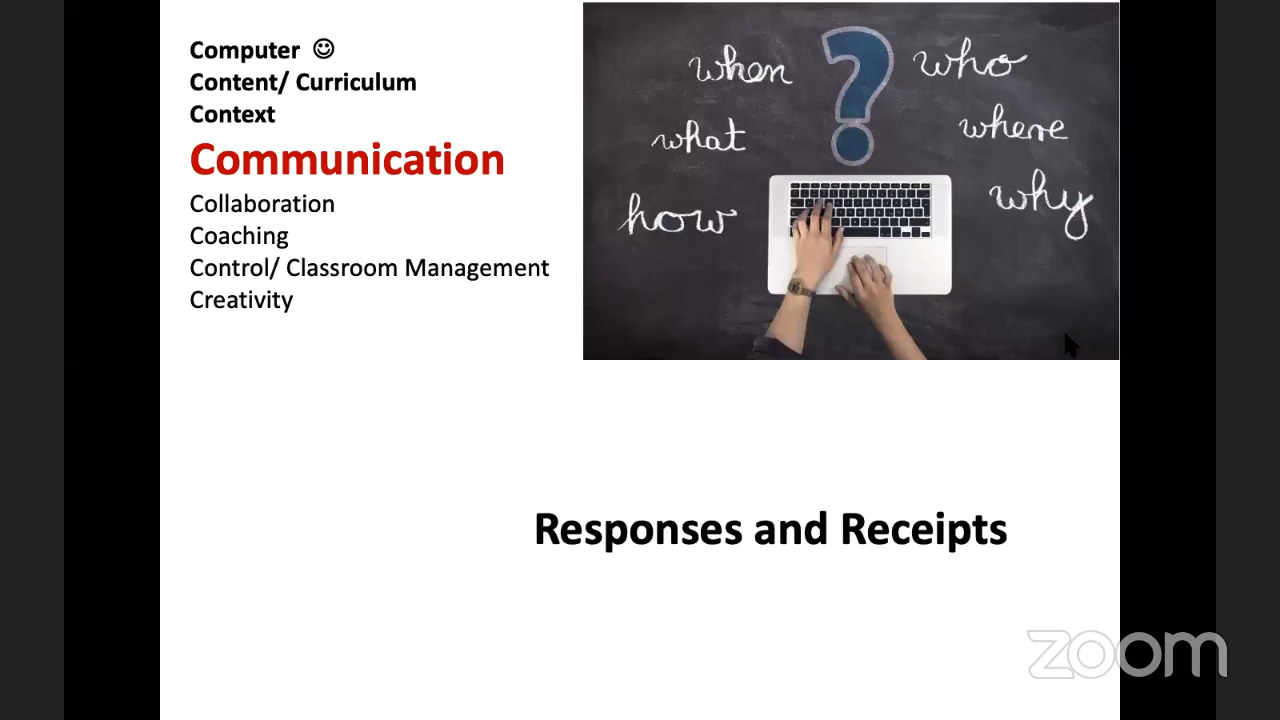 Computer ☺
Content/ Curriculum
Context
Communication
Collaboration
Coaching
Control/ Classroom Management
Creativity
when
?
who
what
where
how
why
Responses and Receipts
zoom